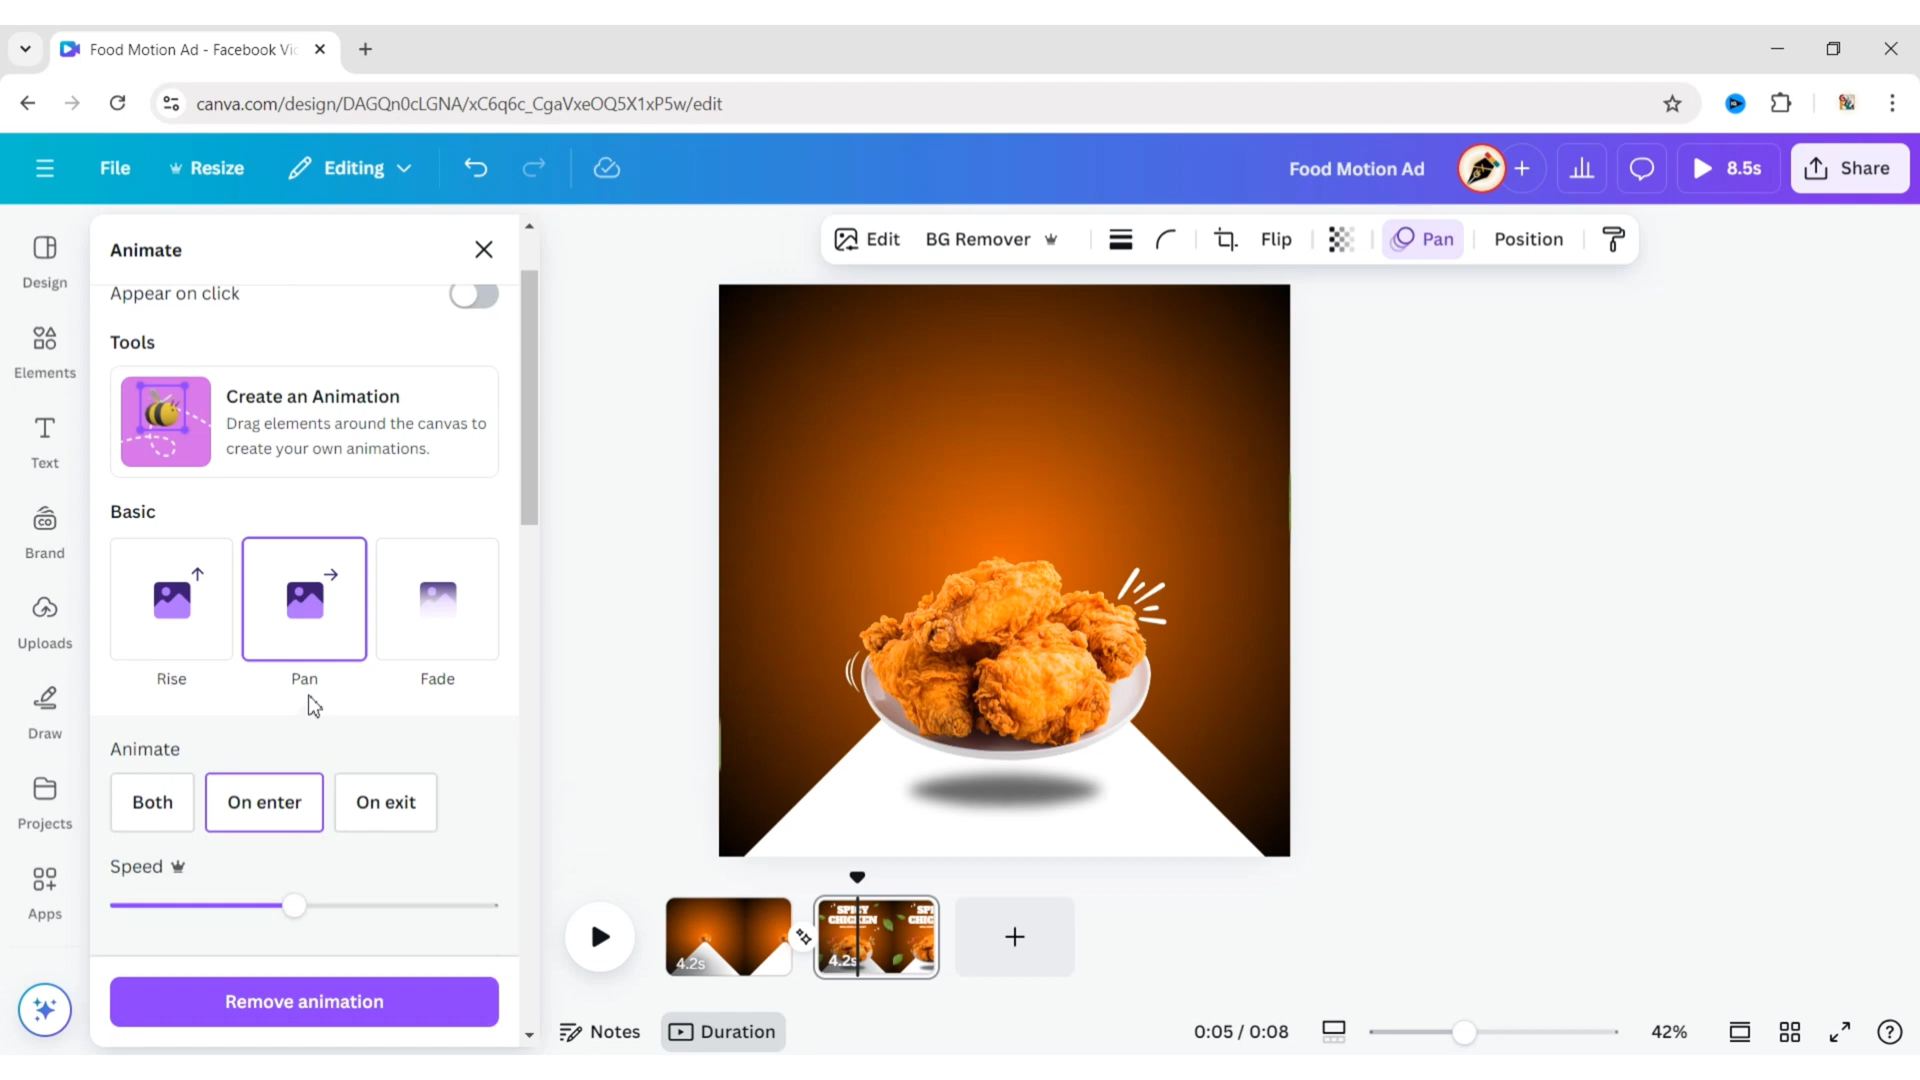 Food Motion Ad - Facebook Vi
canva.com/design/DAGQn0cLGNA/xC6q6c_CgaVxeOQ5X1xP5w/edit
File
Resize
Editing
Food Motion Ad
8.5s
Share
Design
Elements
Text
Brand
CO
Uploads
Draw
Projects
Apps
Animate
Appear on click
Tools
Create an Animation
Drag elements around the canvas to
create your own animations.
Basic
Rise
Pan
Fade
Animate
Both
On enter
On exit
Speed
Remove animation
Edit
BG Remover
Flip
Pan
Position
4.2s
SPICY
CHICKEN
4.2s
Notes
Duration
0:05 / 0:08
42%